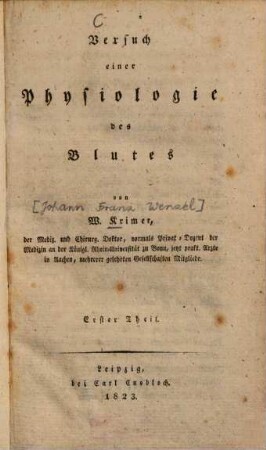 C
Versuch
einer
Physiologie
des
Blutes
von
[Johann Franz Wenzel]
W. Krimer,
der Mediz. und Chirurg. Doktor, vormals Privat-Dozent der
Medizin an der Königl. Rheinuniversität zu Bonn, jetzt prakt. Arzte
in Aachen, mehrerer gelehrten Gesellschaften Mitgliede.
Erster Theil.
Leipzig,
bei Carl Cnobloch.
1823.